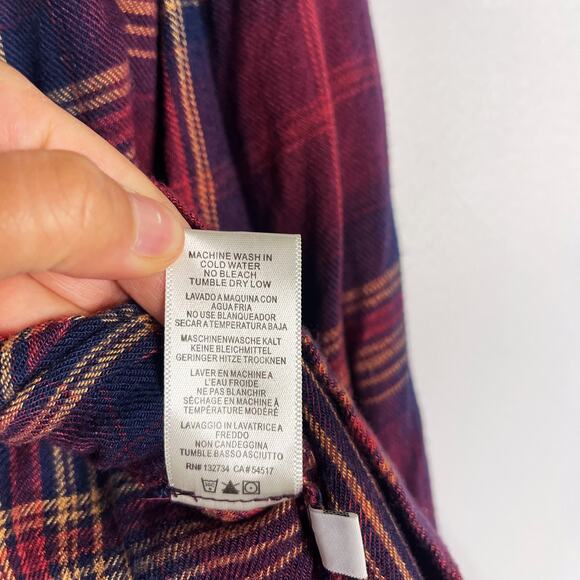 MACHINE WASH IN
COLD WATER
NO BLEACH
TUMBLE DRY LOW
LAVADO A MAQUINA CON
AGUA FRIA
NO USE BLANQUEADOR
SECAR A TEMPERATURA BAJA
MASCHINENWASCHE KALT
KEINE BLEICHMITTEL
GERINGER HITZE TROCKNEN
LAVER EN MACHINE A
L'EAU FROIDE
NE PAS BLANCHIR
SÉCHAGE EN MACHINE À
TEMPÉRATURE MODÉRÉ
LAVAGGIO IN LAVATRICE A
FREDDO
NON CANDEGGINA
TUMBLE BASSO ASCIUTTO
RN# 132734 CA# 54517